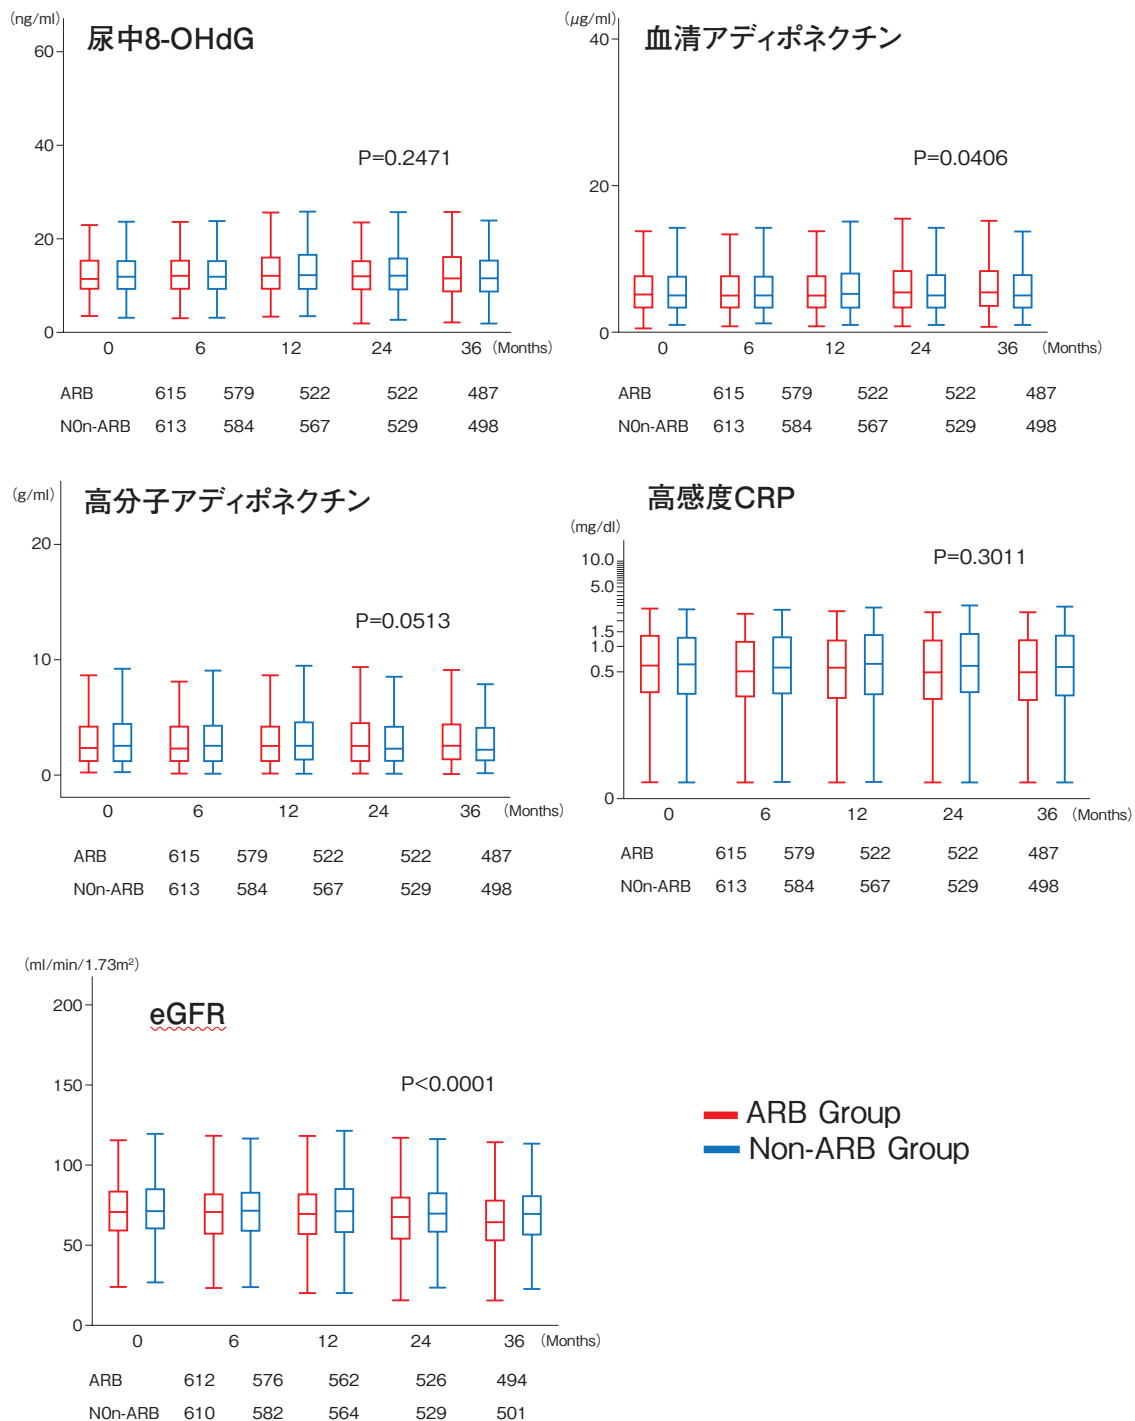 (ng/ml)
尿中8-OHdG
60
40
P=0.2471
20
0
0 6 12 24 36 (Months)
ARB 615 579 522 522 487
N0n-ARB 613 584 567 529 498
(μg/ml)
血清アディポネクチン
40
P=0.0406
20
0
0 6 12 24 36 (Months)
ARB 615 579 522 522 487
N0n-ARB 613 584 567 529 498
(g/ml)
高分子アディポネクチン
20
P=0.0513
10
0
0 6 12 24 36 (Months)
ARB 615 579 522 522 487
N0n-ARB 613 584 567 529 498
高感度CRP
(mg/dl)
10.0
P=0.3011
5.0
1.5
1.0
0.5
0
0 6 12 24 36 (Months)
ARB 615 579 522 522 487
N0n-ARB 613 584 567 529 498
(ml/min/1.73m²)
200
eGFR
150
P<0.0001
100
50
0
0 6 12 24 36 (Months)
ARB 612 576 562 526 494
N0n-ARB 610 582 564 529 501
ARB Group
Non-ARB Group